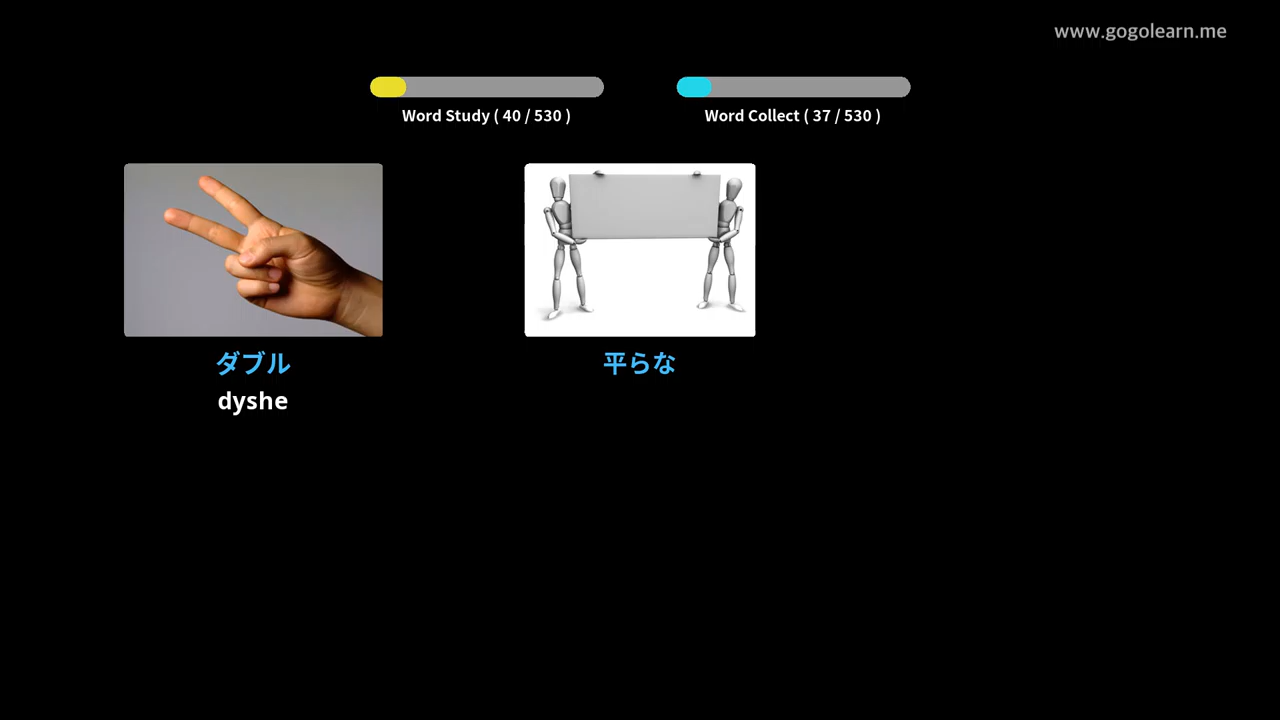 www.gogolearn.me
Word Study ( 40 / 530 )
Word Collect ( 37 / 530 )
ダブル
dyshe
平らな